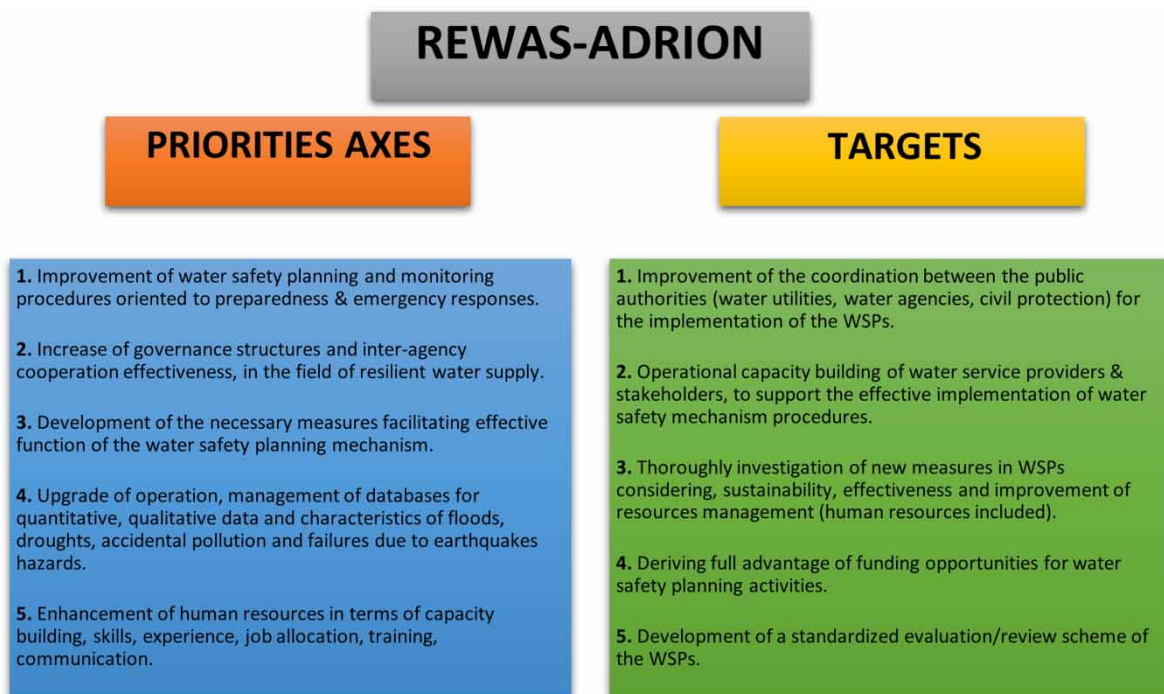 REWAS-ADRION
PRIORITIES AXES
1. Improvement of water safety planning and monitoring
procedures oriented to preparedness & emergency responses.
2. Increase of governance structures and inter-agency
cooperation effectiveness, in the field of resilient water supply.
3. Development of the necessary measures facilitating effective
function of the water safety planning mechanism.
4. Upgrade of operation, management of databases for
quantitative, qualitative data and characteristics of floods,
droughts, accidental pollution and failures due to earthquakes
hazards.
5. Enhancement of human resources in terms of capacity
building, skills, experience, job allocation, training,
communication.
TARGETS
1. Improvement of the coordination between the public
authorities (water utilities, water agencies, civil protection) for
the implementation of the WSPs.
2. Operational capacity building of water service providers &
stakeholders, to support the effective implementation of water
safety mechanism procedures.
3. Thoroughly investigation of new measures in WSPs
considering, sustainability, effectiveness and improvement of
resources management (human resources included).
4. Deriving full advantage of funding opportunities for water
safety planning activities.
5. Development of a standardized evaluation/review scheme of
the WSPs.